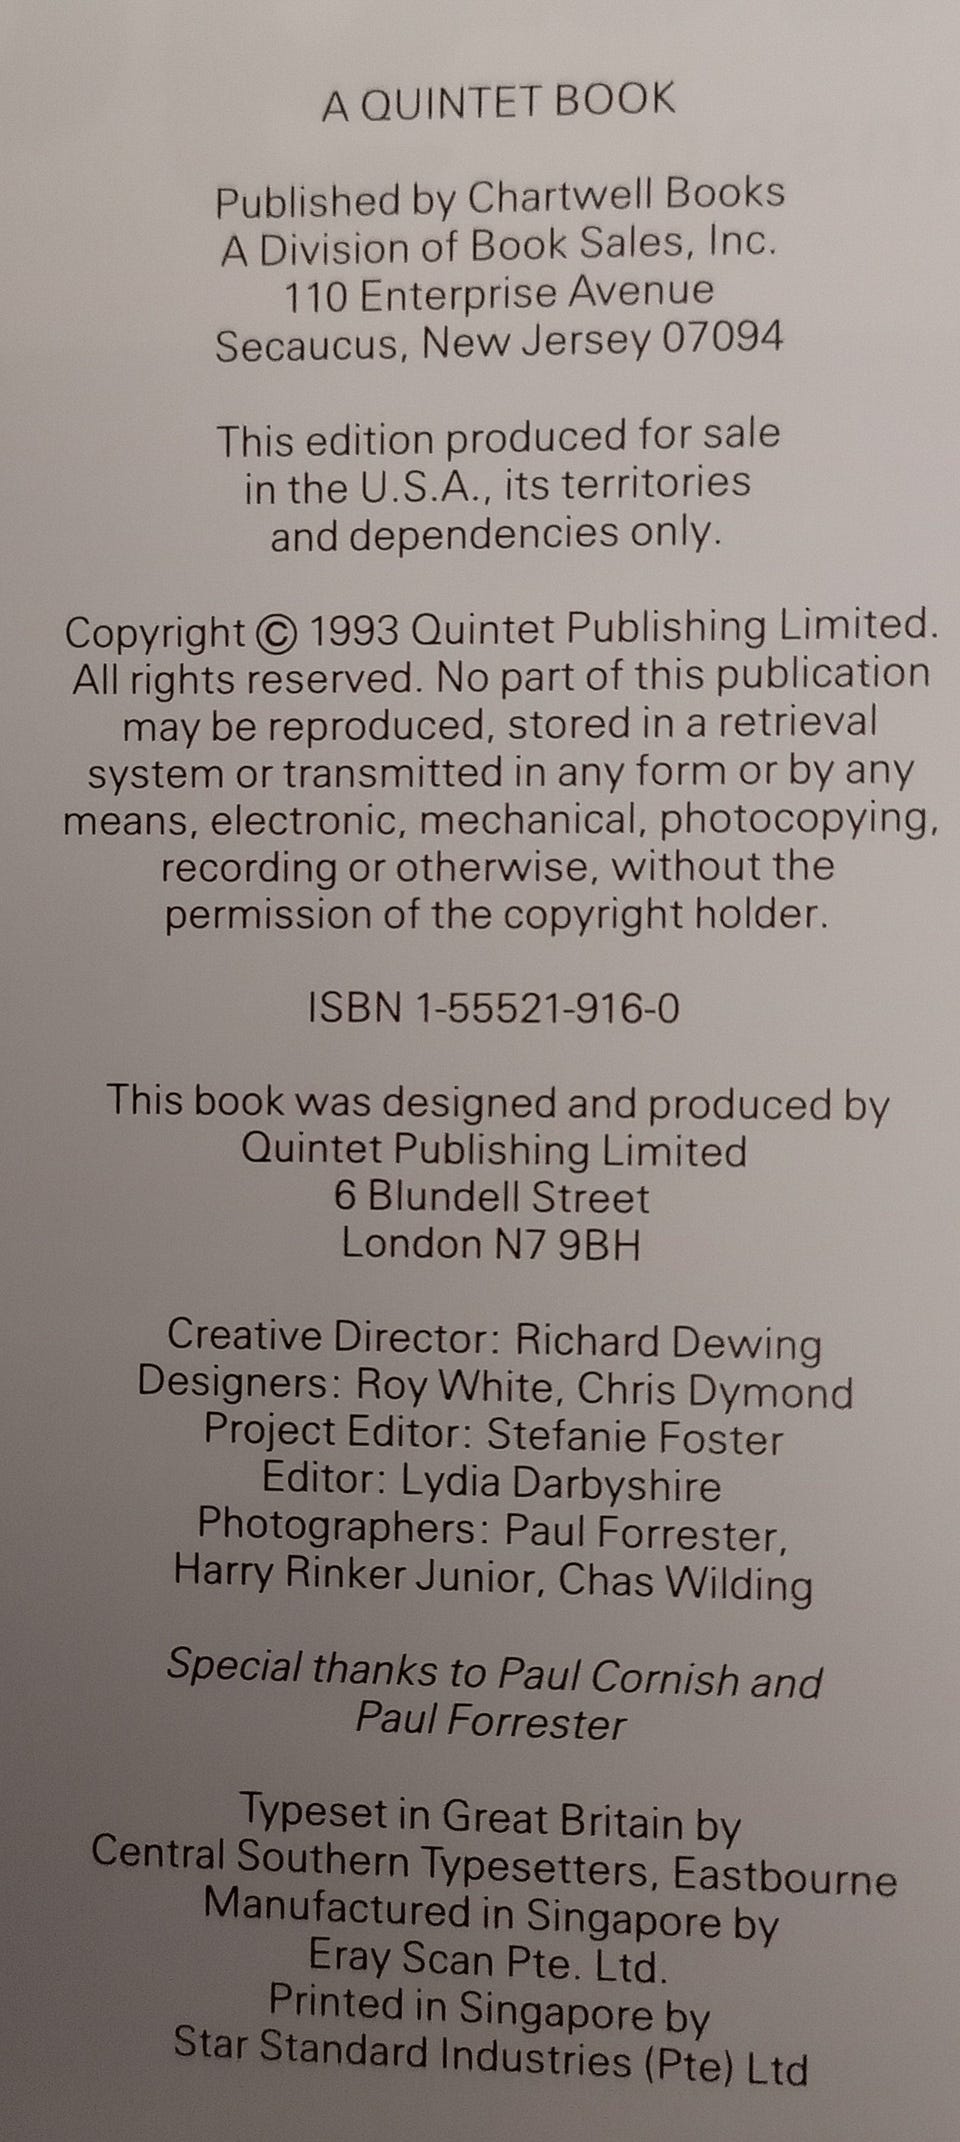 A QUINTET BOOK
Published by Chartwell Books
A Division of Book Sales, Inc.
110 Enterprise Avenue
Secaucus, New Jersey 07094
This edition produced for sale
in the U.S.A., its territories
and dependencies only.
Copyright © 1993 Quintet Publishing Limited.
All rights reserved. No part of this publication
may be reproduced, stored in a retrieval
system or transmitted in any form or by any
means, electronic, mechanical, photocopying,
recording or otherwise, without the
permission of the copyright holder.
ISBN 1-55521-916-0
This book was designed and produced by
Quintet Publishing Limited
6 Blundell Street
London N7 9BH
Creative Director: Richard Dewing
Designers: Roy White, Chris Dymond
Project Editor: Stefanie Foster
Editor: Lydia Darbyshire
Photographers: Paul Forrester,
Harry Rinker Junior, Chas Wilding
Special thanks to Paul Cornish and
Paul Forrester
Typeset in Great Britain by
Central Southern Typesetters, Eastbourne
Manufactured in Singapore by
Eray Scan Pte. Ltd.
Printed in Singapore by
Star Standard Industries (Pte) Ltd